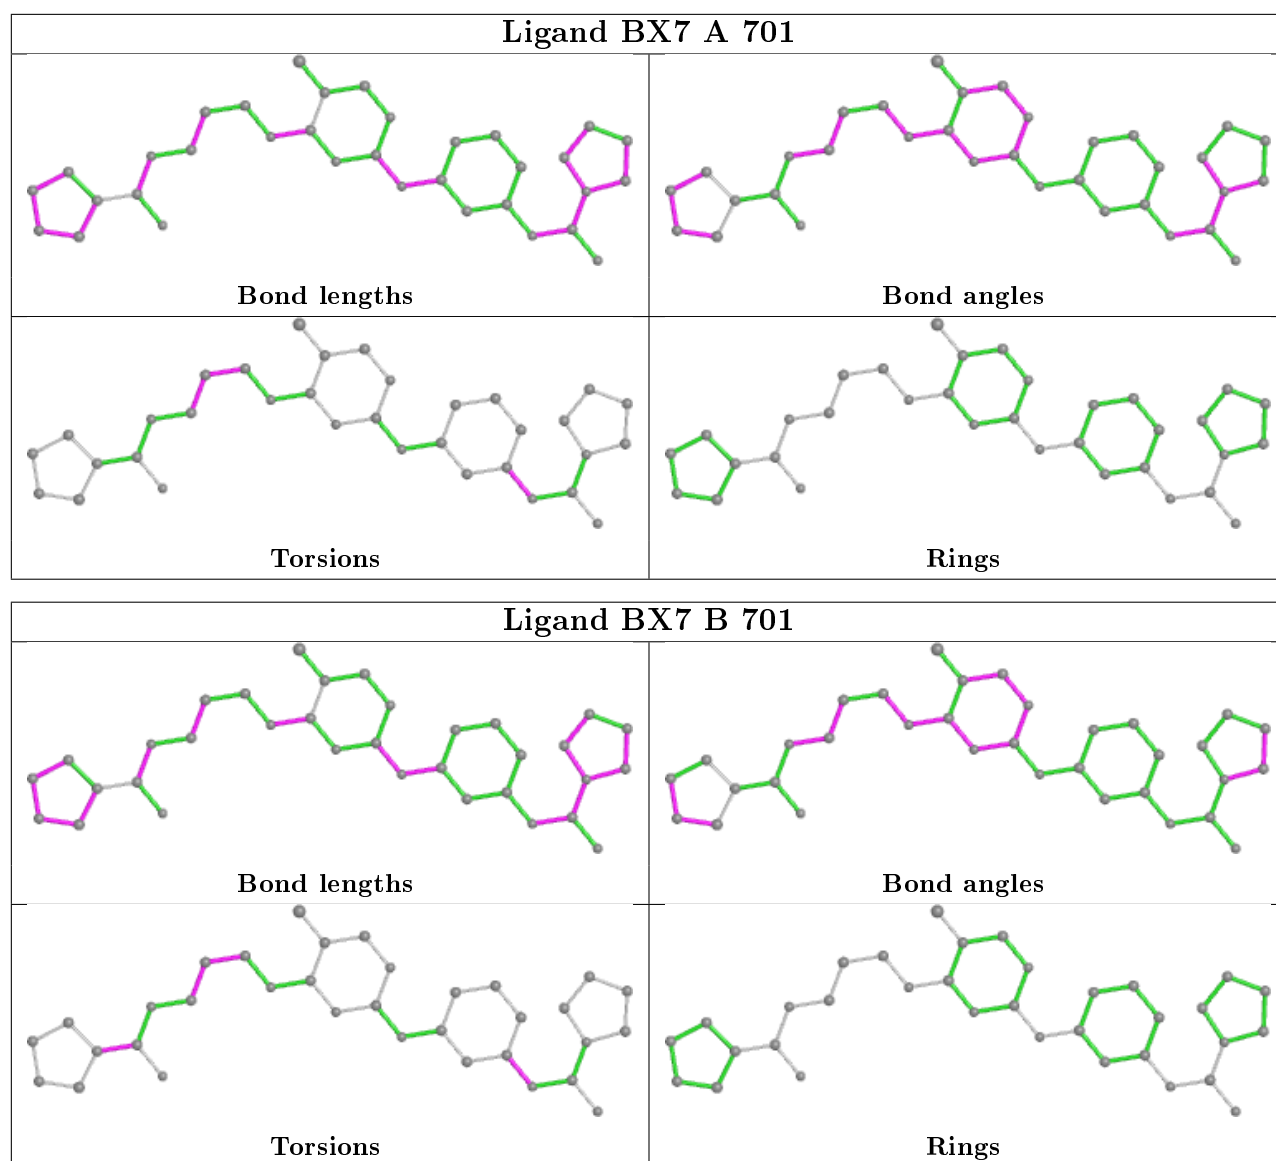 Ligand BX7 A 701
Bond lengths
Bond angles
Torsions
Rings
Ligand BX7 B 701
Bond lengths
Bond angles
Torsions
Rings